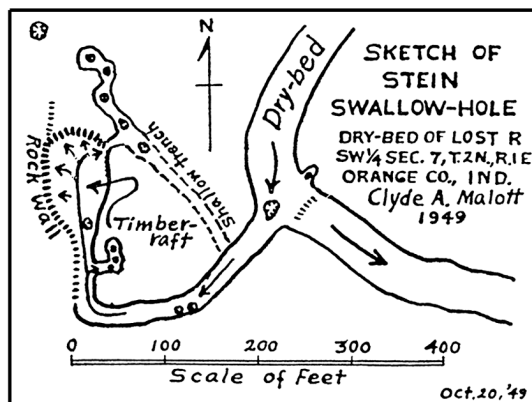 N
SKETCH OF
STEIN
SWALLOW-HOLE
DRY-BED OF LOST R
SW¼ SEC. 7, T.2N., R.1E
ORANGE CO., IND.
Clyde A. Malott
1949
Dry-bed
Shallow trench
Rock Wall
Timber-
raft
0 100 200 300 400
Scale of Feet
Oct. 20, '49